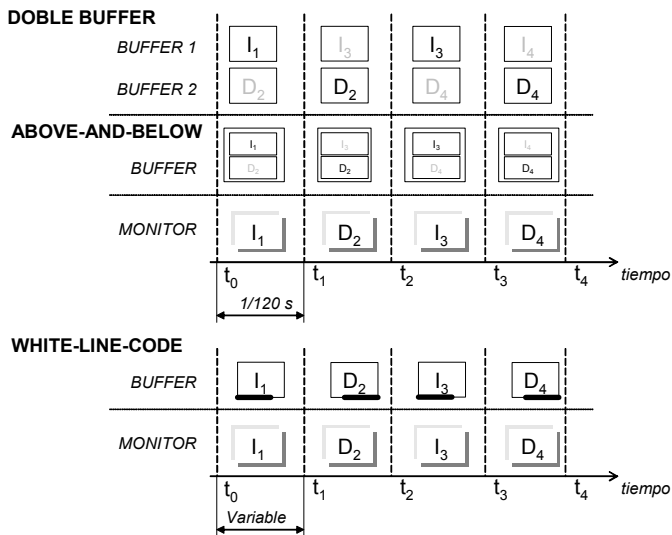 DOBLE BUFFER
BUFFER 1 I1 I3 I3 I4
BUFFER 2 D2 D2 D4 D4
ABOVE-AND-BELOW
I1 I3 I3 I4
BUFFER
D2 D2 D4 D4
MONITOR I1 D2 I3 D4
t0 t1 t2 t3 t4 tiempo
1/120 s
WHITE-LINE-CODE
BUFFER I1 D2 I3 D4
MONITOR I1 D2 I3 D4
t0 t1 t2 t3 t4 tiempo
Variable